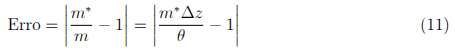 Erro = |m*/m − 1| = |m*Δz/θ − 1| (11)